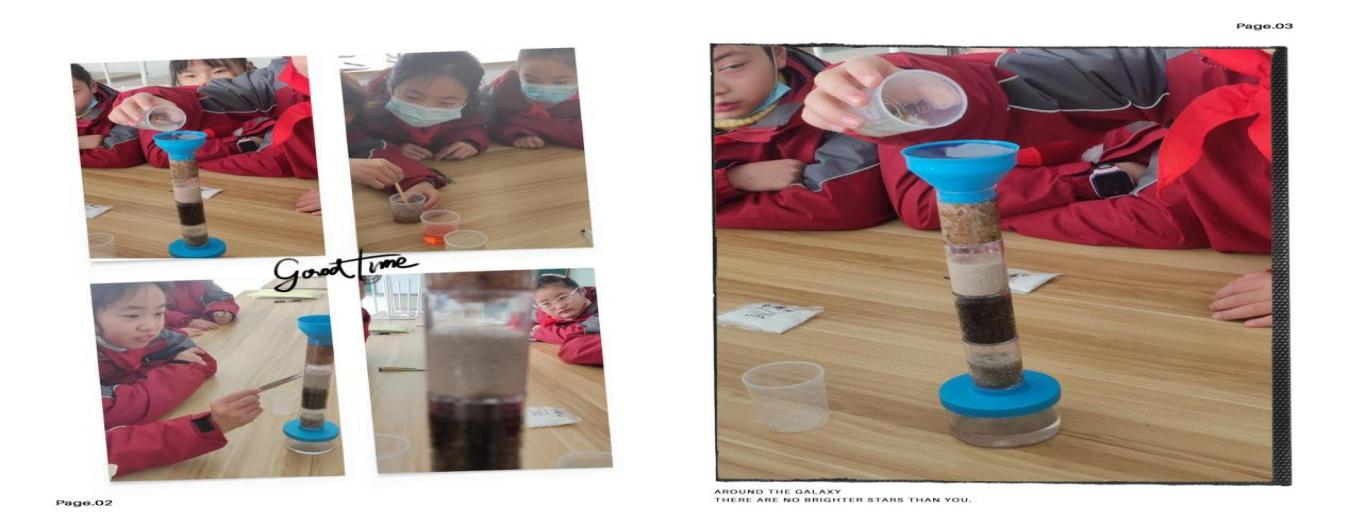 Good time
Page.02
Page.03
AROUND THE GALAXY
THERE ARE NO BRIGHTER STARS THAN YOU.